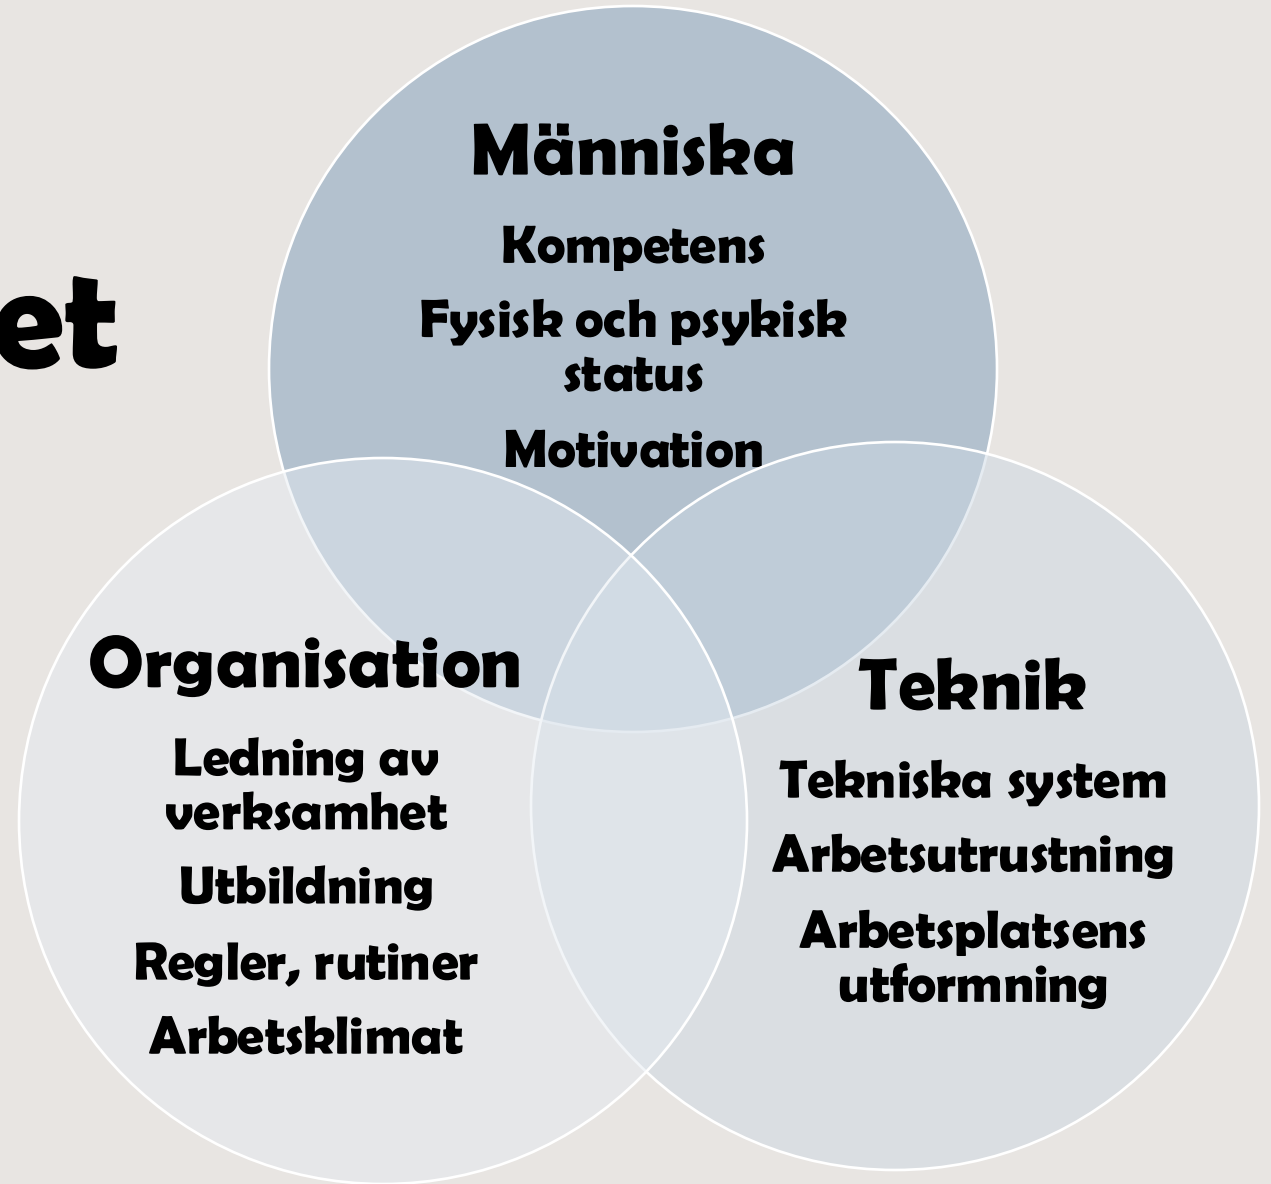 et
Människa
Kompetens
Fysisk och psykisk
status
Motivation
Organisation
Ledning av
verksamhet
Utbildning
Regler, rutiner
Arbetsklimat
Teknik
Tekniska system
Arbetsutrustning
Arbetsplatsens
utformning